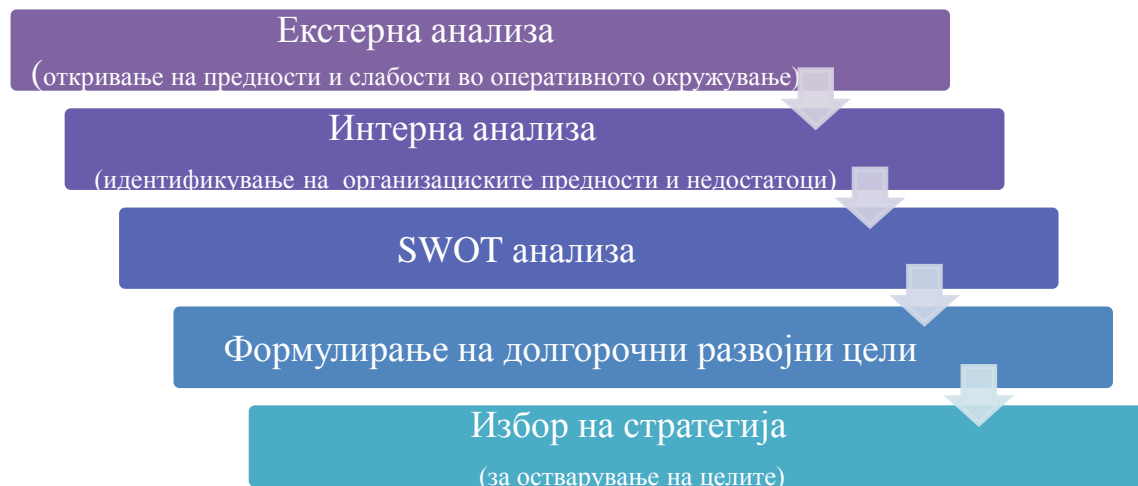 Екстерна анализа
(откривање на предности и слабости во оперативното окружување)
Интерна анализа
(идентификување на организациските предности и недостатоци)
SWOT анализа
Формулирање на долгорочни развојни цели
Избор на стратегија
(за остварување на целите)